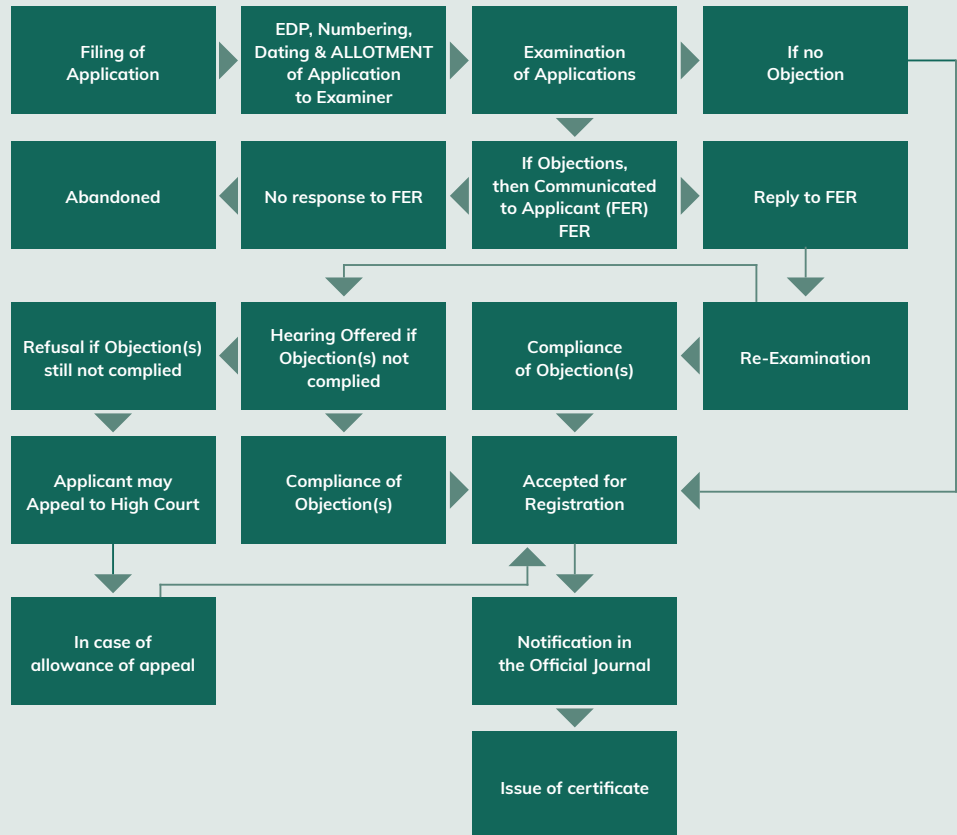 Filing of
Application
EDP, Numbering,
Dating & ALLOTMENT
of Application
to Examiner
Examination
of Applications
If no
Objection
Abandoned
No response to FER
If Objections,
then Communicated
to Applicant (FER)
FER
Reply to FER
Refusal if Objection(s)
still not complied
Hearing Offered if
Objection(s) not
complied
Compliance
of Objection(s)
Re-Examination
Applicant may
Appeal to High Court
Compliance of
Objection(s)
Accepted for
Registration
In case of
allowance of appeal
Notification in
the Official Journal
Issue of certificate